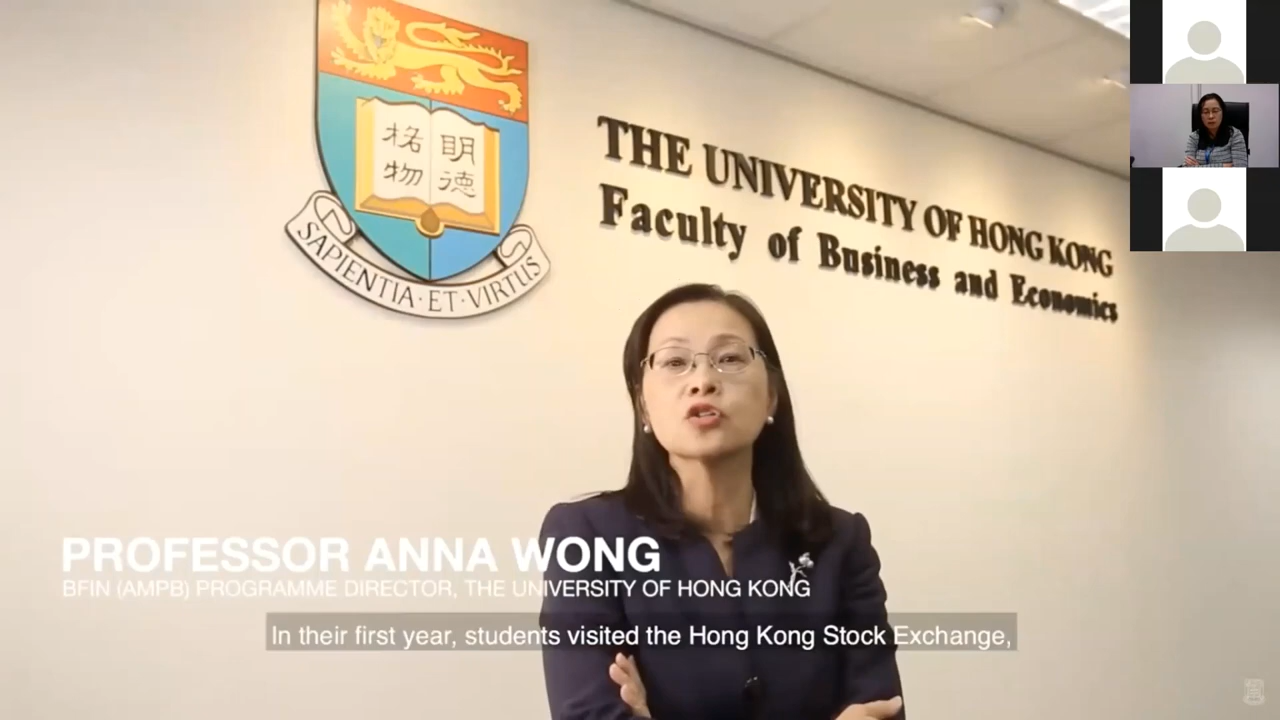 格物
明德
SAPIENTIA·ET·VIRTUS
THE UNIVERSITY OF HONG KONG
Faculty of Business and Economics
PROFESSOR ANNA WONG
BFIN (AMPB) PROGRAMME DIRECTOR, THE UNIVERSITY OF HONG KONG
In their first year, students visited the Hong Kong Stock Exchange,